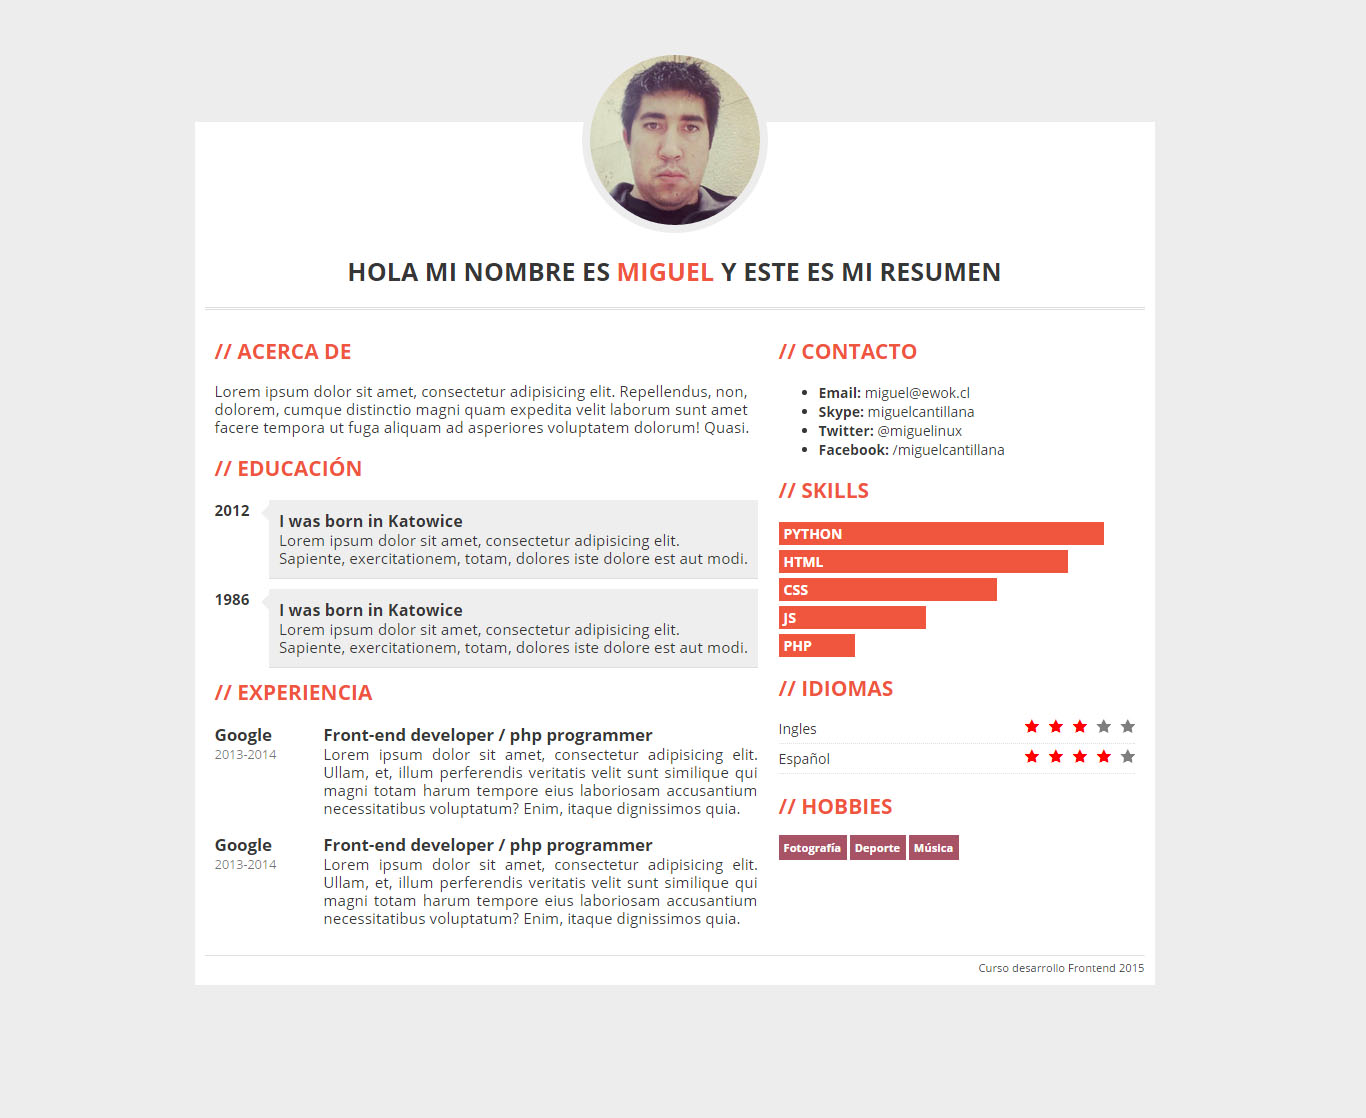 HOLA MI NOMBRE ES MIGUEL Y ESTE ES MI RESUMEN
// ACERCA DE
Lorem ipsum dolor sit amet, consectetur adipisicing elit. Repellendus, non,
dolorem, cumque distinctio magni quam expedita velit laborum sunt amet
facere tempora ut fuga aliquam ad asperiores voluptatem dolorum! Quasi.
// EDUCACIÓN
2012
I was born in Katowice
Lorem ipsum dolor sit amet, consectetur adipisicing elit.
Sapiente, exercitationem, totam, dolores iste dolore est aut modi.
1986
I was born in Katowice
Lorem ipsum dolor sit amet, consectetur adipisicing elit.
Sapiente, exercitationem, totam, dolores iste dolore est aut modi.
// EXPERIENCIA
Google
2013-2014
Front-end developer / php programmer
Lorem ipsum dolor sit amet, consectetur adipisicing elit.
Ullam, et, illum perferendis veritatis velit sunt similique qui
magni totam harum tempore eius laboriosam accusantium
necessitatibus voluptatum? Enim, itaque dignissimos quia.
Google
2013-2014
Front-end developer / php programmer
Lorem ipsum dolor sit amet, consectetur adipisicing elit.
Ullam, et, illum perferendis veritatis velit sunt similique qui
magni totam harum tempore eius laboriosam accusantium
necessitatibus voluptatum? Enim, itaque dignissimos quia.
// CONTACTO
Email: miguel@ewok.cl
Skype: miguelcantillana
Twitter: @miguelinux
Facebook: /miguelcantillana
// SKILLS
PYTHON
HTML
CSS
JS
PHP
// IDIOMAS
Ingles
Español
// HOBBIES
Fotografía Deporte Música
Curso desarrollo Frontend 2015